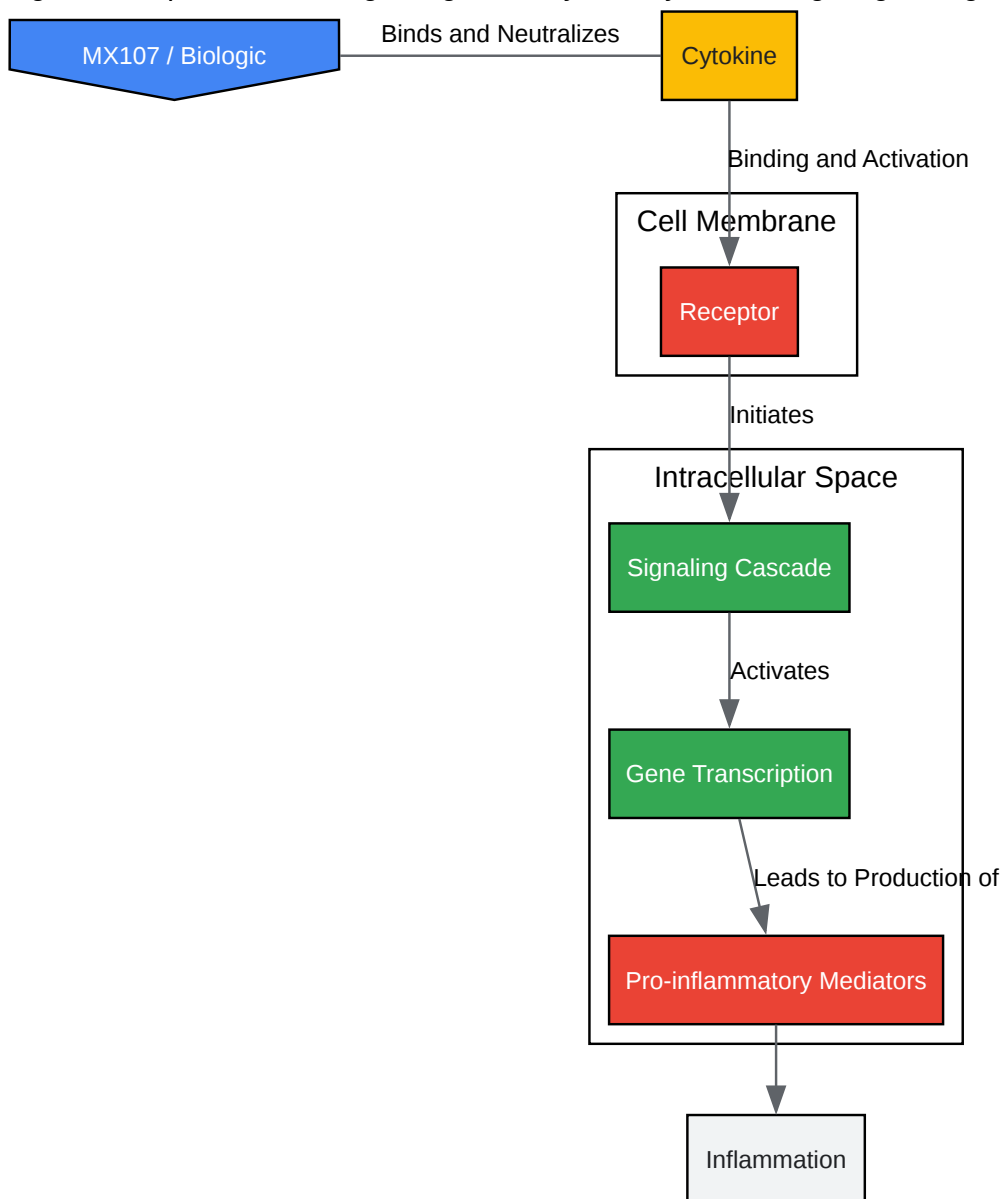 MX107 / Biologic
Binds and Neutralizes
Cytokine
Binding and Activation
Cell Membrane
Receptor
Initiates
Intracellular Space
Signaling Cascade
Activates
Gene Transcription
Leads to Production of
Pro-inflammatory Mediators
Inflammation